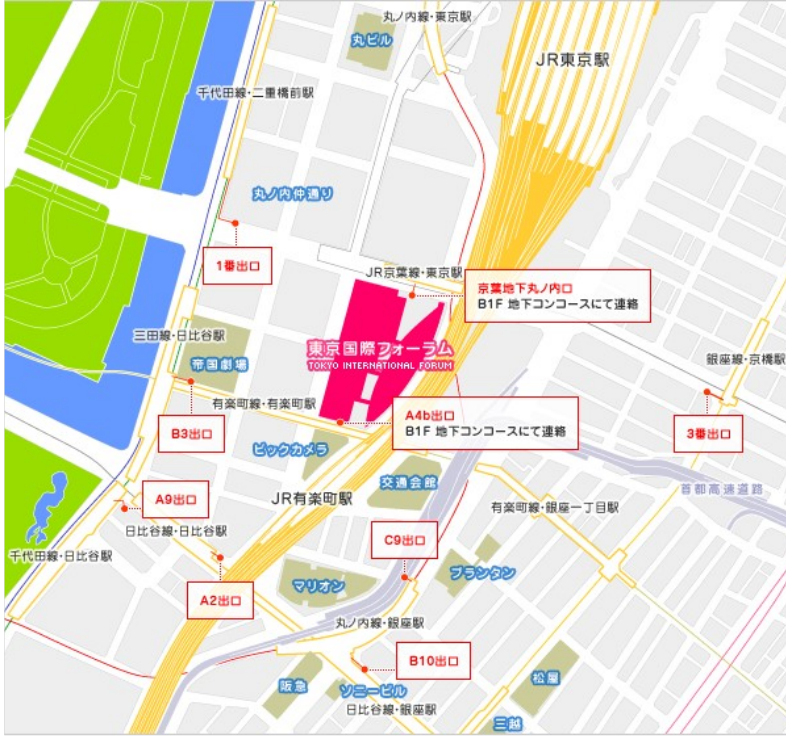 丸ノ内線・東京駅
丸ビル
JR東京駅
千代田線・二重橋前駅
丸ノ内仲通り
1番出口
JR京葉線・東京駅
京葉地下丸ノ内口
B1F 地下コンコースにて連絡
三田線・日比谷駅
東京国際フォーラム
TOKYO INTERNATIONAL FORUM
帝国劇場
銀座線・京橋駅
有楽町線・有楽町駅
A4b出口
B1F 地下コンコースにて連絡
B3出口
3番出口
ビックカメラ
交通会館
首都高速道路
A9出口
JR有楽町駅
有楽町線・銀座一丁目駅
日比谷線・日比谷駅
C9出口
千代田線・日比谷駅
プランタン
マリオン
A2出口
丸ノ内線・銀座駅
B10出口
松屋
阪急
ソニービル
日比谷線・銀座駅
三越